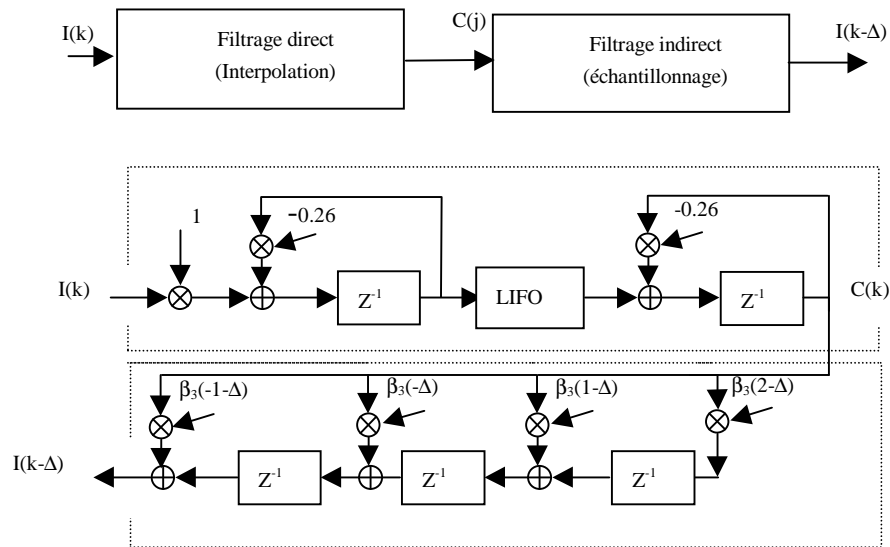 I(k)
Filtrage direct
(Interpolation)
C(j)
Filtrage indirect
(échantillonnage)
I(k-Δ)
1
-0.26
-0.26
I(k)
Z⁻¹
LIFO
Z⁻¹
C(k)
β₃(-1-Δ)
β₃(-Δ)
β₃(1-Δ)
β₃(2-Δ)
I(k-Δ)
Z⁻¹
Z⁻¹
Z⁻¹